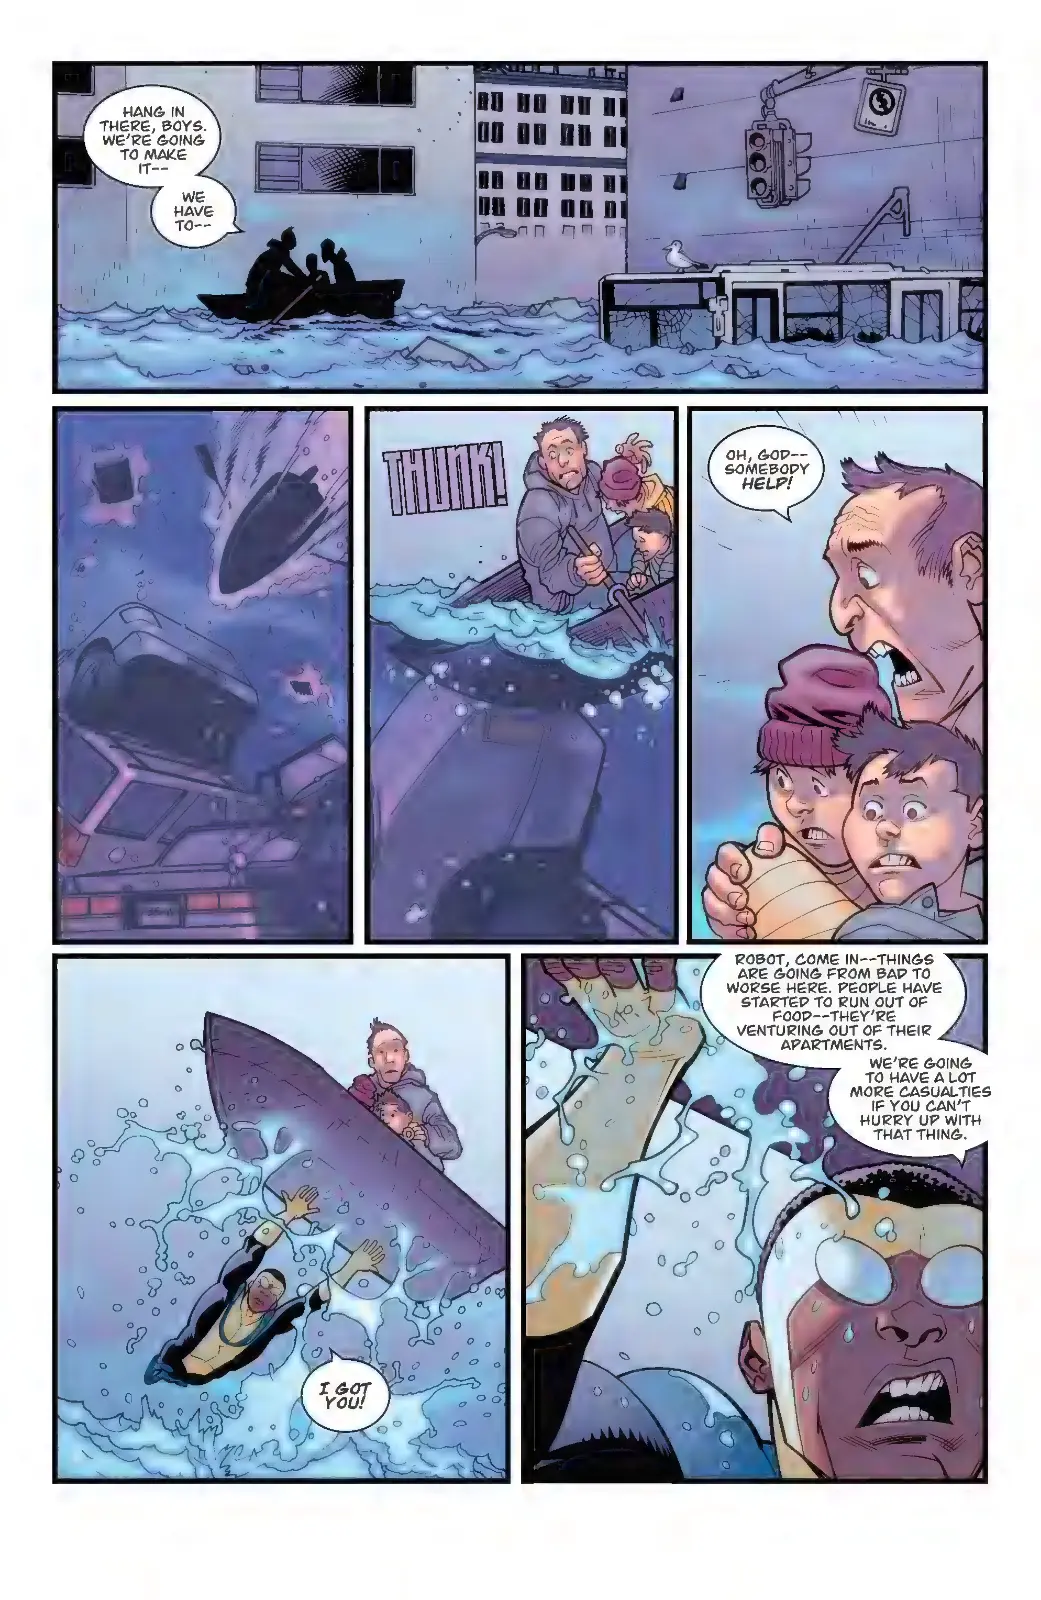 HANG IN
THERE, BOYS.
WE'RE GOING
TO MAKE
IT--
WE
HAVE
TO--
THUNK!
OH, GOD--
SOMEBODY
HELP!
I GOT
YOU!
ROBOT, COME IN--THINGS
ARE GOING FROM BAD TO
WORSE HERE. PEOPLE HAVE
STARTED TO RUN OUT OF
FOOD--THEY'RE
VENTURING OUT OF THEIR
APARTMENTS.
WE'RE GOING
TO HAVE A LOT
MORE CASUALTIES
IF YOU CAN'T
HURRY UP WITH
THAT THING.